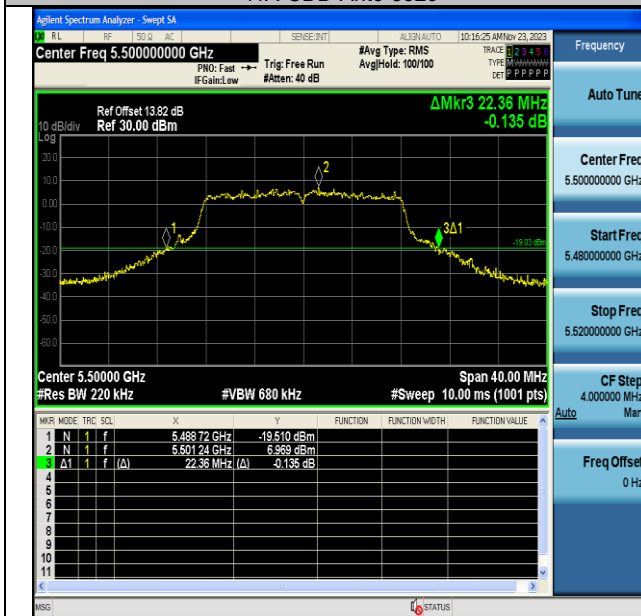 Agilent Spectrum Analyzer - Swept SA
RL RF 50 Ω AC SENSE:INT ALIGN AUTO 10:16:25 AM Nov 23, 2023
Center Freq 5.500000000 GHz
#Avg Type: RMS
TRACE 1 2 3 4 5 6
PNO: Fast Trig: Free Run Avg|Hold: 100/100
TYPE M
IFGain:Low #Atten: 40 dB
DET P P P P P P
Frequency
Auto Tune
Center Freq
5.500000000 GHz
Start Freq
5.480000000 GHz
Stop Freq
5.520000000 GHz
CF Step
4.000000 MHz
Auto Man
Freq Offset
0 Hz
ΔMkr3 22.36 MHz
-0.135 dB
Ref Offset 13.82 dB
10 dB/div Ref 30.00 dBm
Log
20.0
10.0
0.00
-10.0
-20.0
-30.0
-40.0
-50.0
-60.0
1
2
3Δ1
-19.03 dBm
Center 5.50000 GHz Span 40.00 MHz
#Res BW 220 kHz #VBW 680 kHz #Sweep 10.00 ms (1001 pts)
MKR MODE TRC SCL X Y FUNCTION FUNCTION WIDTH FUNCTION VALUE
1 N 1 f 5.488 72 GHz -19.510 dBm
2 N 1 f 5.501 24 GHz 6.969 dBm
3 Δ1 1 f (Δ) 22.36 MHz (Δ) -0.135 dB
4
5
6
7
8
9
10
11
MSG STATUS